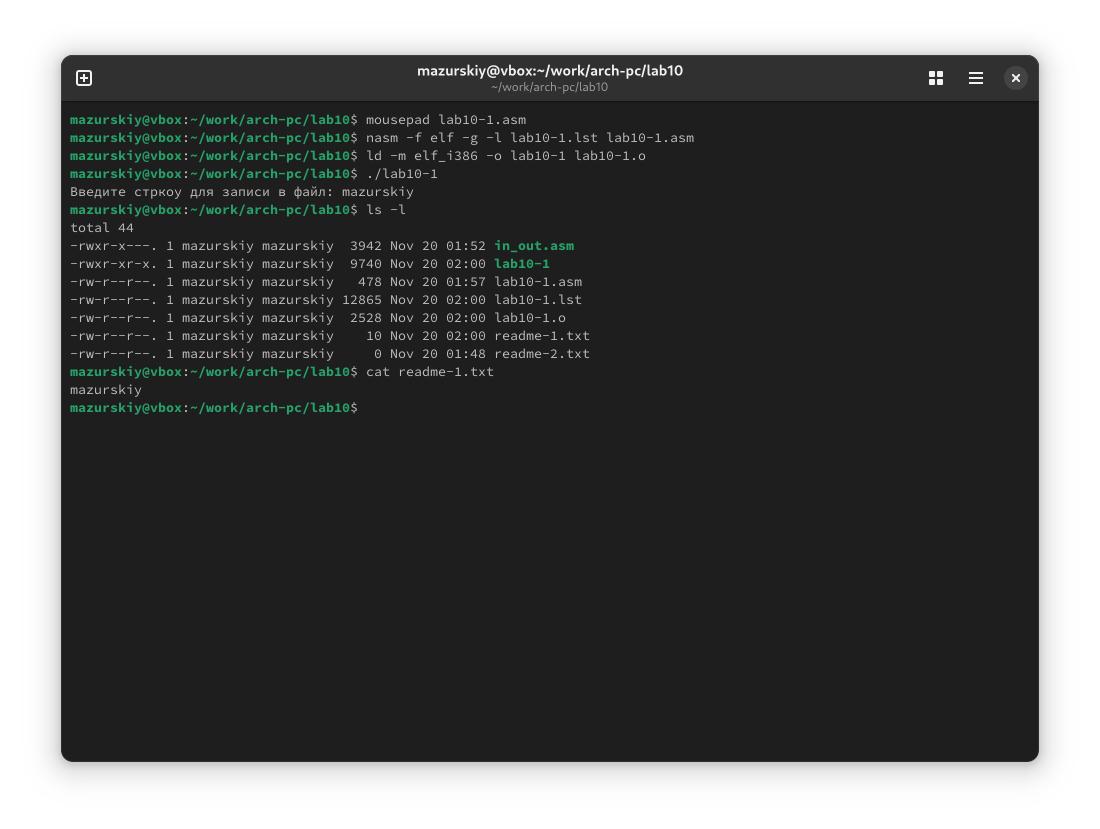 mazurskiy@vbox:~/work/arch-pc/lab10
~/work/arch-pc/lab10
mazurskiy@vbox:~/work/arch-pc/lab10$ mousepad lab10-1.asm
mazurskiy@vbox:~/work/arch-pc/lab10$ nasm -f elf -g -l lab10-1.lst lab10-1.asm
mazurskiy@vbox:~/work/arch-pc/lab10$ ld -m elf_i386 -o lab10-1 lab10-1.o
mazurskiy@vbox:~/work/arch-pc/lab10$ ./lab10-1
Введите стркоу для записи в файл: mazurskiy
mazurskiy@vbox:~/work/arch-pc/lab10$ ls -l
total 44
-rwxr-x---. 1 mazurskiy mazurskiy  3942 Nov 20 01:52 in_out.asm
-rwxr-xr-x. 1 mazurskiy mazurskiy  9740 Nov 20 02:00 lab10-1
-rw-r--r--. 1 mazurskiy mazurskiy   478 Nov 20 01:57 lab10-1.asm
-rw-r--r--. 1 mazurskiy mazurskiy 12865 Nov 20 02:00 lab10-1.lst
-rw-r--r--. 1 mazurskiy mazurskiy  2528 Nov 20 02:00 lab10-1.o
-rw-r--r--. 1 mazurskiy mazurskiy    10 Nov 20 02:00 readme-1.txt
-rw-r--r--. 1 mazurskiy mazurskiy     0 Nov 20 01:48 readme-2.txt
mazurskiy@vbox:~/work/arch-pc/lab10$ cat readme-1.txt
mazurskiy
mazurskiy@vbox:~/work/arch-pc/lab10$